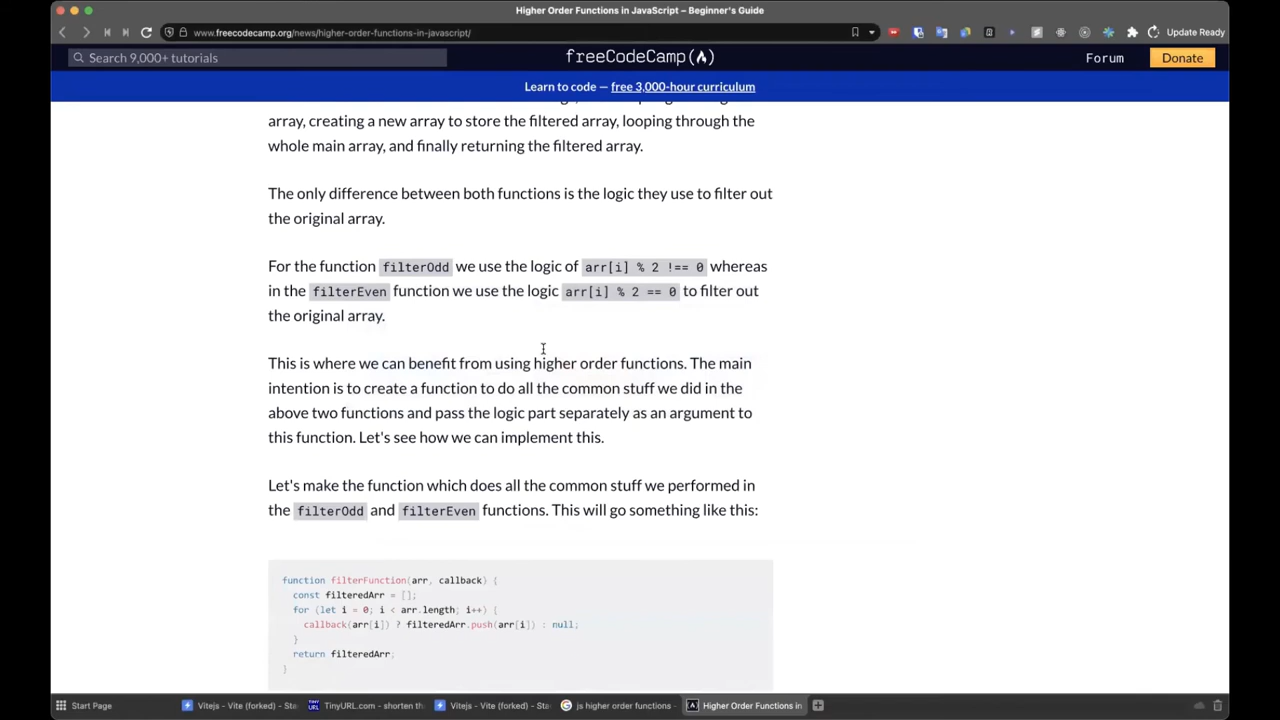 Higher Order Functions in JavaScript – Beginner's Guide
www.freecodecamp.org/news/higher-order-functions-in-javascript/
Update Ready
Search 9,000+ tutorials
freeCodeCamp(🔥)
Forum
Donate
Learn to code — free 3,000-hour curriculum
array, creating a new array to store the filtered array, looping through the
whole main array, and finally returning the filtered array.
The only difference between both functions is the logic they use to filter out
the original array.
For the function filterOdd we use the logic of arr[i] % 2 !== 0 whereas
in the filterEven function we use the logic arr[i] % 2 == 0 to filter out
the original array.
This is where we can benefit from using higher order functions. The main
intention is to create a function to do all the common stuff we did in the
above two functions and pass the logic part separately as an argument to
this function. Let's see how we can implement this.
Let's make the function which does all the common stuff we performed in
the filterOdd and filterEven functions. This will go something like this:
function filterFunction(arr, callback) {
const filteredArr = [];
for (let i = 0; i < arr.length; i++) {
callback(arr[i]) ? filteredArr.push(arr[i]) : null;
}
return filteredArr;
}
Start Page
Vitejs - Vite (forked) - Sta
TinyURL.com - shorten th
Vitejs - Vite (forked) - Sta
js higher order functions -
Higher Order Functions in